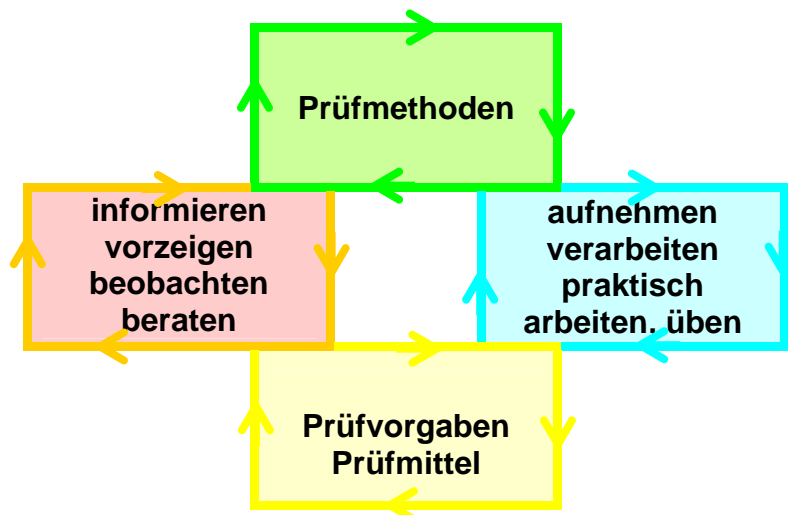 Prüfmethoden
informieren
vorzeigen
beobachten
beraten
aufnehmen
verarbeiten
praktisch
arbeiten, üben
Prüfvorgaben
Prüfmittel